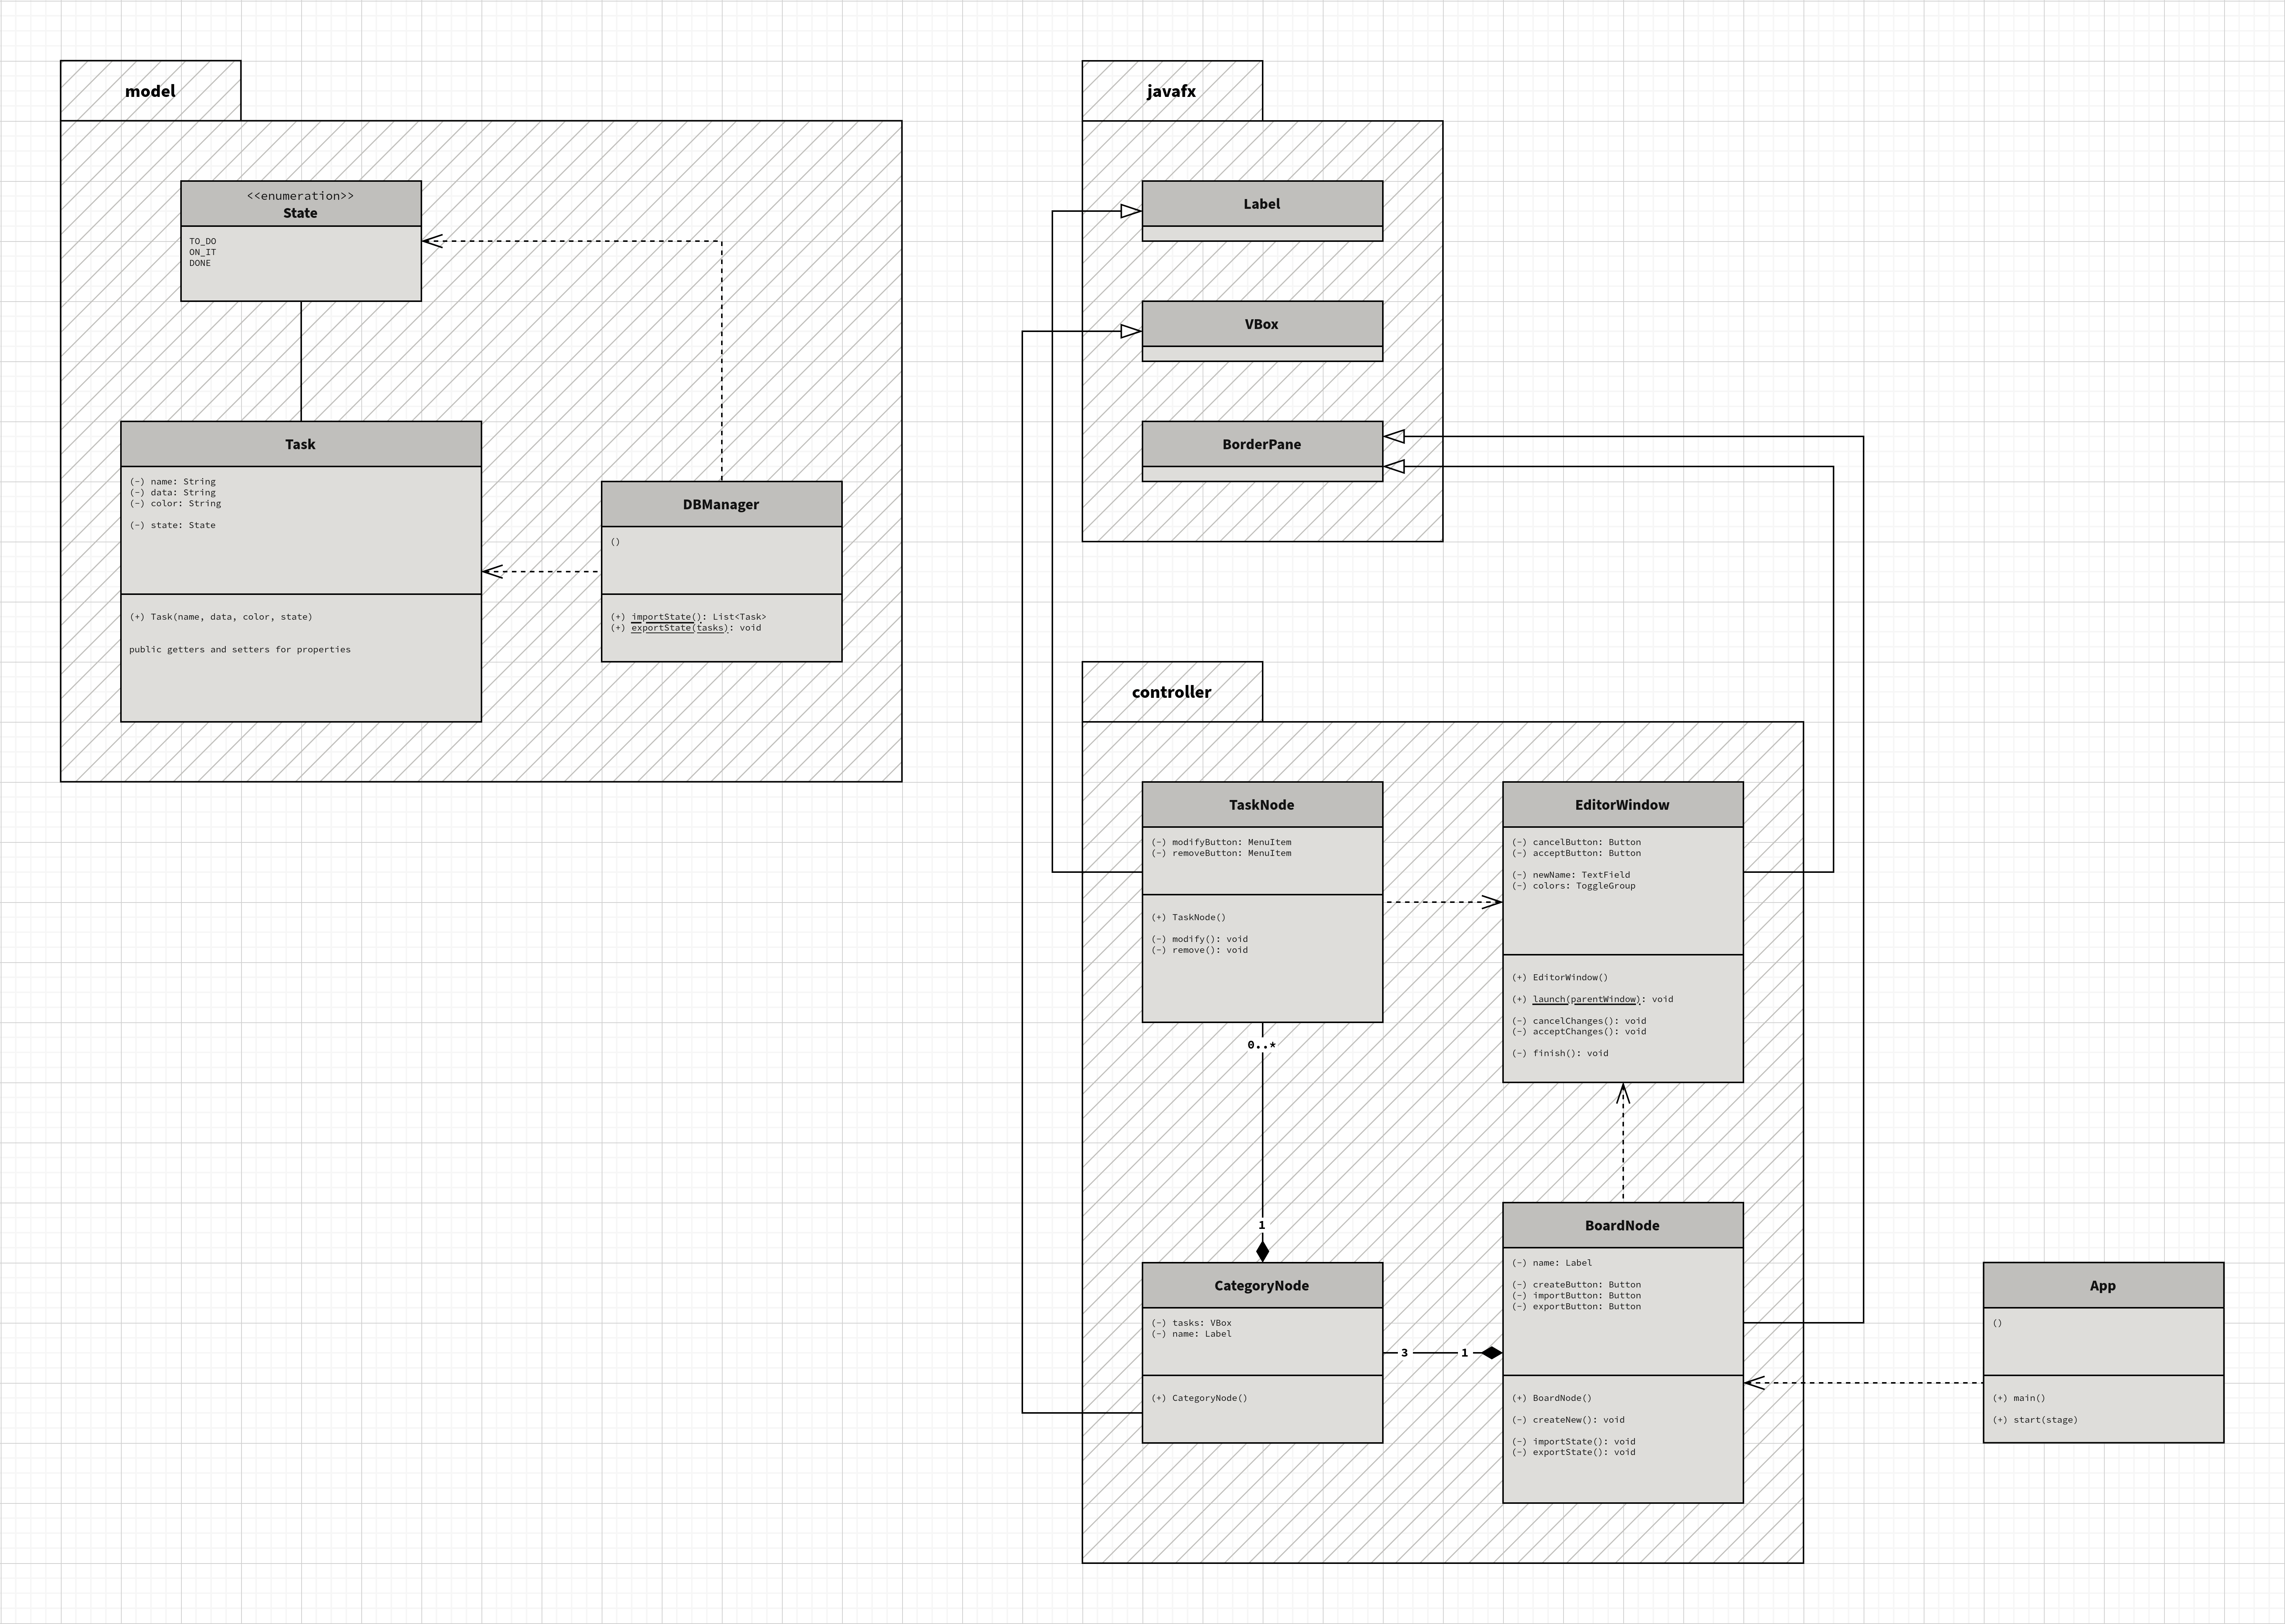 model
<<enumeration>>
State
TO_DO
ON_IT
DONE
Task
(-) name: String
(-) data: String
(-) color: String
(-) state: State
(+) Task(name, data, color, state)
public getters and setters for properties
DBManager
()
(+) importState(): List<Task>
(+) exportState(tasks): void
javafx
Label
VBox
BorderPane
controller
TaskNode
(-) modifyButton: MenuItem
(-) removeButton: MenuItem
(+) TaskNode()
(-) modify(): void
(-) remove(): void
EditorWindow
(-) cancelButton: Button
(-) acceptButton: Button
(-) newName: TextField
(-) colors: ToggleGroup
(+) EditorWindow()
(+) launch(parentWindow): void
(-) cancelChanges(): void
(-) acceptChanges(): void
(-) finish(): void
0..*
1
CategoryNode
(-) tasks: VBox
(-) name: Label
(+) CategoryNode()
3
1
BoardNode
(-) name: Label
(-) createButton: Button
(-) importButton: Button
(-) exportButton: Button
(+) BoardNode()
(-) createNew(): void
(-) importState(): void
(-) exportState(): void
App
()
(+) main()
(+) start(stage)